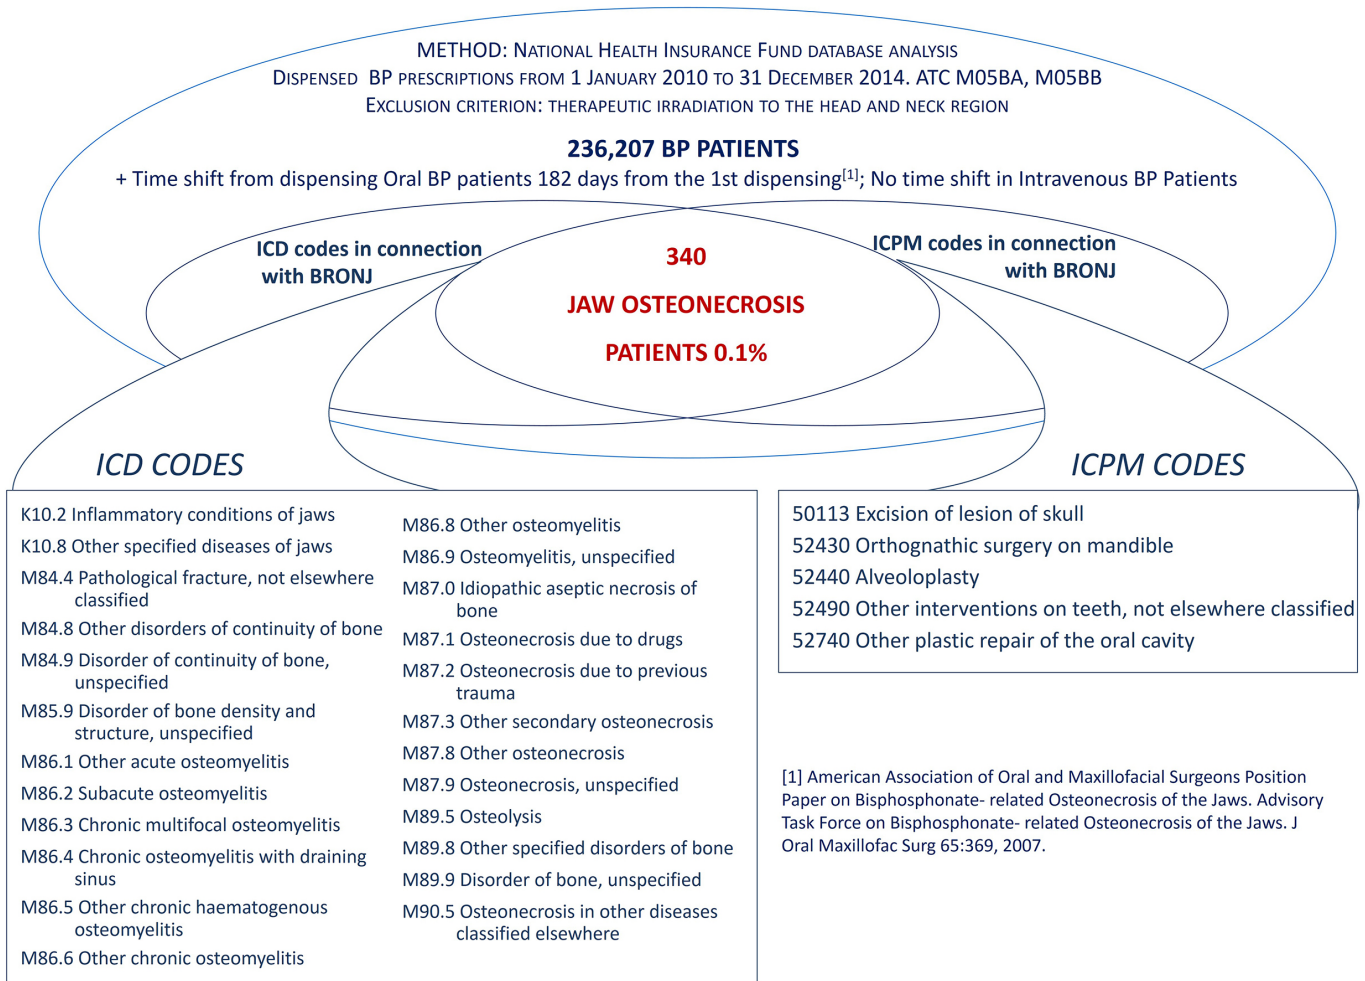 METHOD: NATIONAL HEALTH INSURANCE FUND DATABASE ANALYSIS
DISPENSED BP PRESCRIPTIONS FROM 1 JANUARY 2010 TO 31 DECEMBER 2014. ATC M05BA, M05BB
EXCLUSION CRITERION: THERAPEUTIC IRRADIATION TO THE HEAD AND NECK REGION
236,207 BP PATIENTS
+ Time shift from dispensing Oral BP patients 182 days from the 1st dispensing[1]; No time shift in Intravenous BP Patients
ICD codes in connection
with BRONJ
340
JAW OSTEONECROSIS
PATIENTS 0.1%
ICPM codes in connection
with BRONJ
ICD CODES
K10.2 Inflammatory conditions of jaws
K10.8 Other specified diseases of jaws
M84.4 Pathological fracture, not elsewhere
classified
M84.8 Other disorders of continuity of bone
M84.9 Disorder of continuity of bone,
unspecified
M85.9 Disorder of bone density and
structure, unspecified
M86.1 Other acute osteomyelitis
M86.2 Subacute osteomyelitis
M86.3 Chronic multifocal osteomyelitis
M86.4 Chronic osteomyelitis with draining
sinus
M86.5 Other chronic haematogenous
osteomyelitis
M86.6 Other chronic osteomyelitis
M86.8 Other osteomyelitis
M86.9 Osteomyelitis, unspecified
M87.0 Idiopathic aseptic necrosis of
bone
M87.1 Osteonecrosis due to drugs
M87.2 Osteonecrosis due to previous
trauma
M87.3 Other secondary osteonecrosis
M87.8 Other osteonecrosis
M87.9 Osteonecrosis, unspecified
M89.5 Osteolysis
M89.8 Other specified disorders of bone
M89.9 Disorder of bone, unspecified
M90.5 Osteonecrosis in other diseases
classified elsewhere
ICPM CODES
50113 Excision of lesion of skull
52430 Orthognathic surgery on mandible
52440 Alveoloplasty
52490 Other interventions on teeth, not elsewhere classified
52740 Other plastic repair of the oral cavity
[1] American Association of Oral and Maxillofacial Surgeons Position
Paper on Bisphosphonate- related Osteonecrosis of the Jaws. Advisory
Task Force on Bisphosphonate- related Osteonecrosis of the Jaws. J
Oral Maxillofac Surg 65:369, 2007.